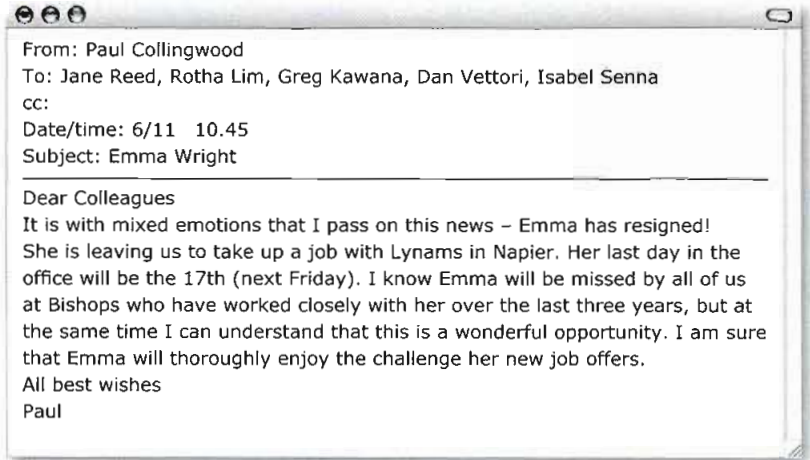 From: Paul Collingwood
To: Jane Reed, Rotha Lim, Greg Kawana, Dan Vettori, Isabel Senna
cc:
Date/time: 6/11 10.45
Subject: Emma Wright
Dear Colleagues
It is with mixed emotions that I pass on this news – Emma has resigned!
She is leaving us to take up a job with Lynams in Napier. Her last day in the
office will be the 17th (next Friday). I know Emma will be missed by all of us
at Bishops who have worked closely with her over the last three years, but at
the same time I can understand that this is a wonderful opportunity. I am sure
that Emma will thoroughly enjoy the challenge her new job offers.
All best wishes
Paul